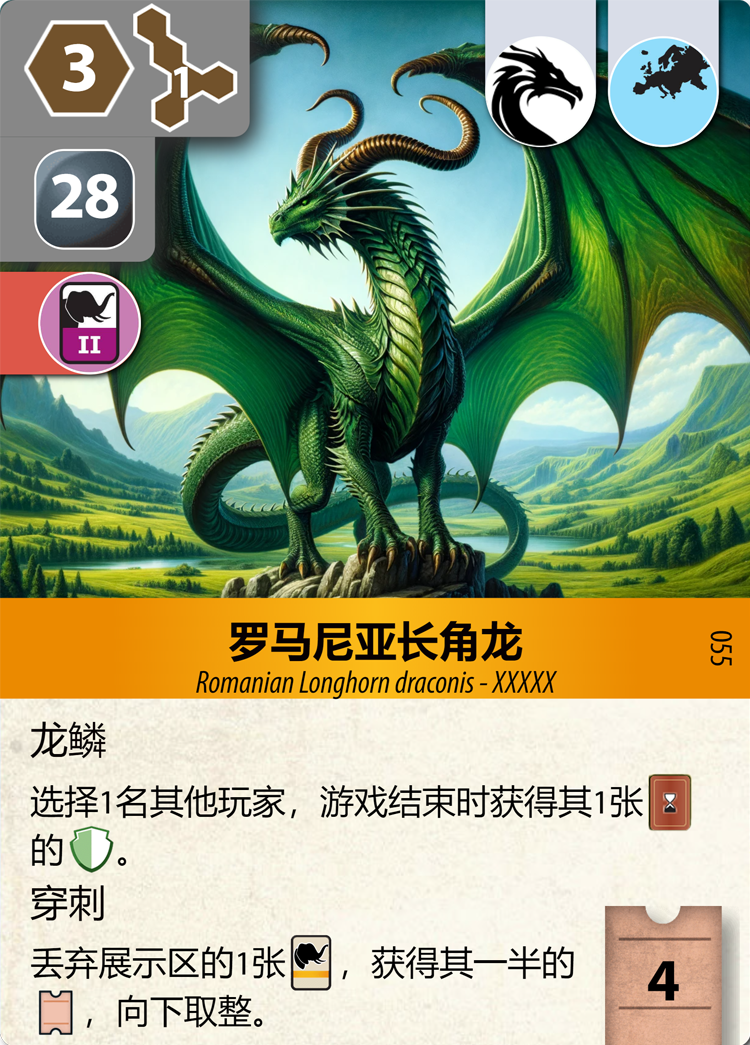 3
1
28
II
罗马尼亚长角龙
Romanian Longhorn draconis - XXXXX
055
龙鳞
选择1名其他玩家，游戏结束时获得其1张
的。
穿刺
丢弃展示区的1张，获得其一半的
，向下取整。
4